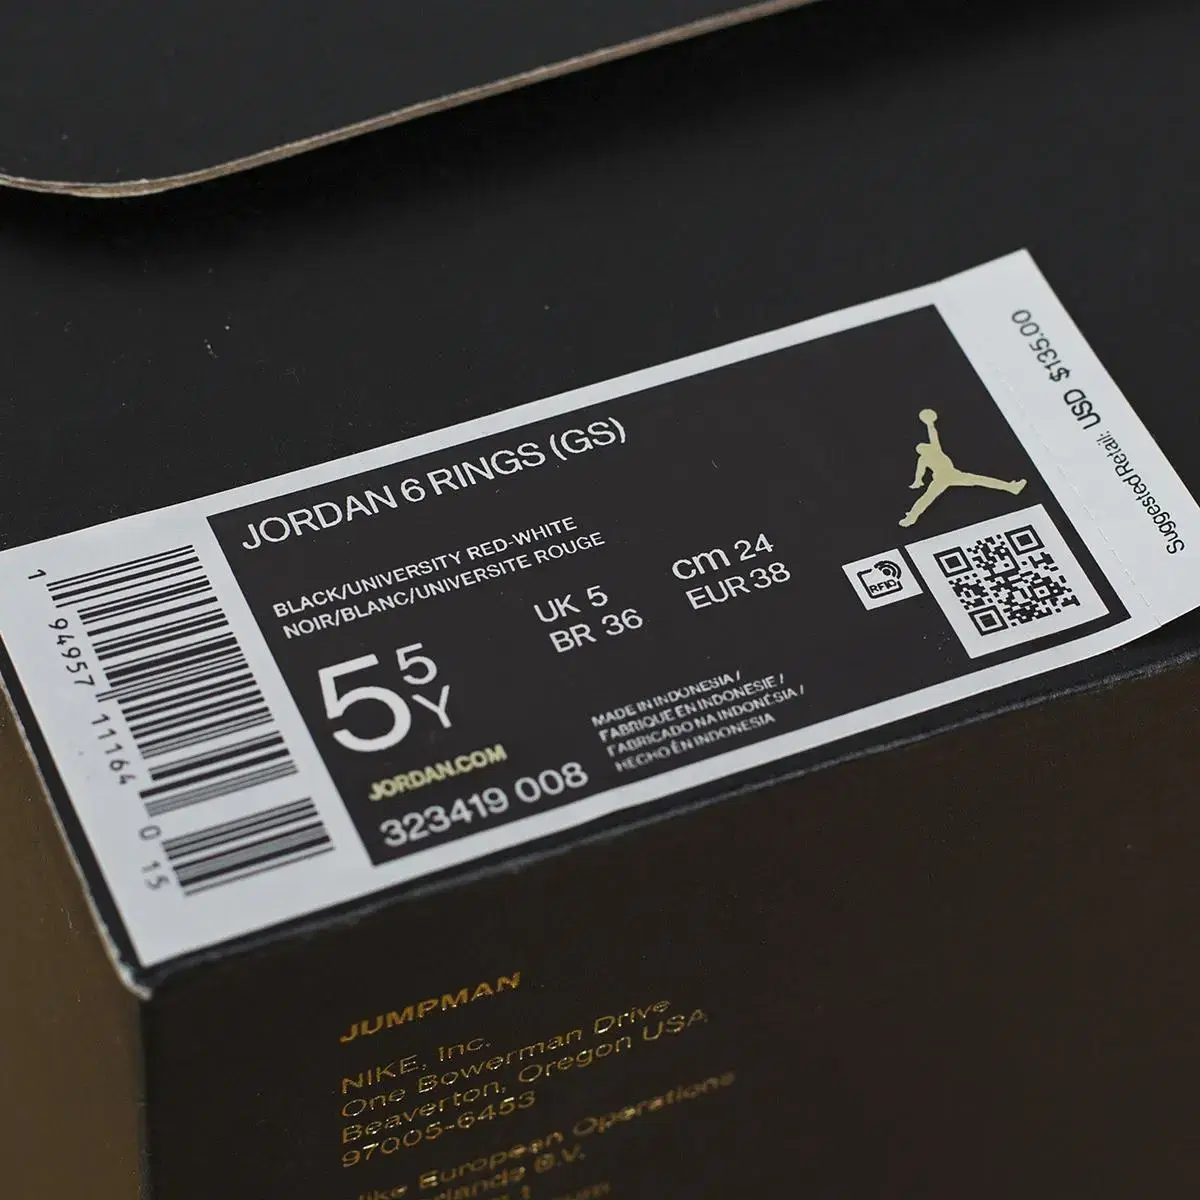 JORDAN 6 RINGS (GS)
BLACK/UNIVERSITY RED-WHITE
NOIR/BLANC/UNIVERSITE ROUGE
5 5 Y
UK 5
BR 36
cm 24
EUR 38
RFID
MADE IN INDONESIA /
FABRIQUE EN INDONESIE /
FABRICADO NA INDONÉSIA /
HECHO EN INDONESIA
JORDAN.COM
323419 008
1 94957 11164 0 15
Suggested Retail: USD $135.00
JUMPMAN
NIKE, Inc.
One Bowerman Drive
Beaverton, Oregon USA
97005-6453
European Operations
B.V.